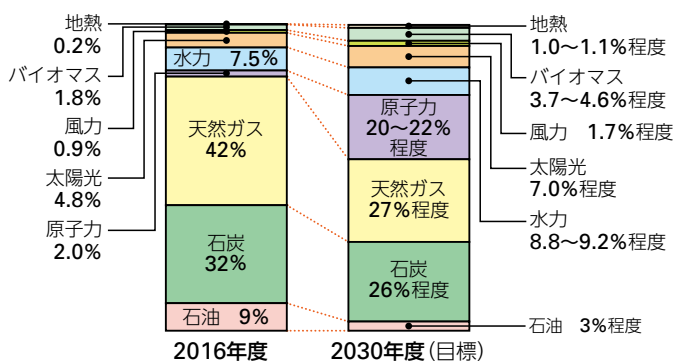 地熱
0.2%
バイオマス
1.8%
風力
0.9%
太陽光
4.8%
原子力
2.0%
水力 7.5%
天然ガス
42%
石炭
32%
石油 9%
2016年度
原子力
20〜22%
程度
天然ガス
27%程度
石炭
26%程度
2030年度(目標)
地熱
1.0〜1.1%程度
バイオマス
3.7〜4.6%程度
風力 1.7%程度
太陽光
7.0%程度
水力
8.8〜9.2%程度
石油 3%程度